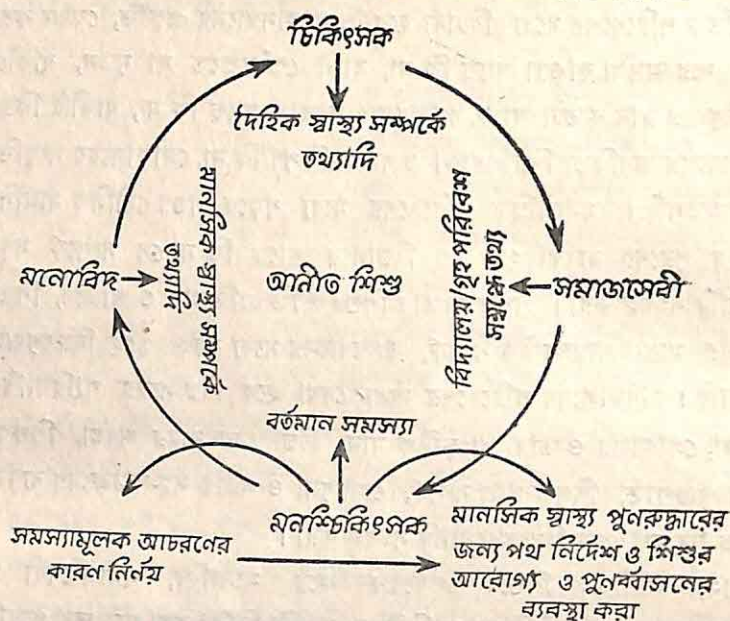 চিকিৎসক
দৈহিক স্বাস্থ্য সম্পর্কে
তথ্যাদি
মনোবিদ
মানসিক স্বাস্থ্য সম্পর্কে
তথ্যাদি
আনীত শিশু
বিদ্যালয়/গৃহ পরিবেশ
সম্বন্ধে তথ্য
সমাজসেবী
বর্তমান সমস্যা
মনশ্চিকিৎসক
সমস্যামূলক আচরণের
কারণ নির্ণয়
মানসিক স্বাস্থ্য পুনরুদ্ধারের
জন্য পথ নির্দেশ ও শিশুর
আরোগ্য ও পুনর্বাসনের
ব্যবস্থা করা